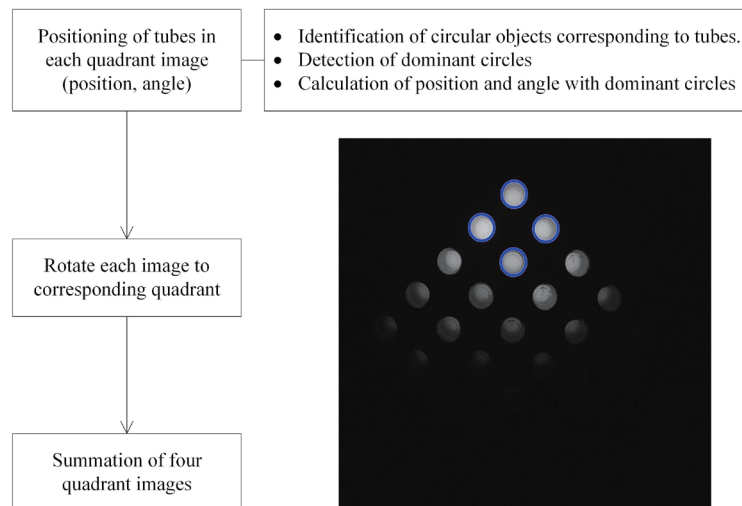 Positioning of tubes in
each quadrant image
(position, angle)
● Identification of circular objects corresponding to tubes.
● Detection of dominant circles
● Calculation of position and angle with dominant circles
Rotate each image to
corresponding quadrant
Summation of four
quadrant images